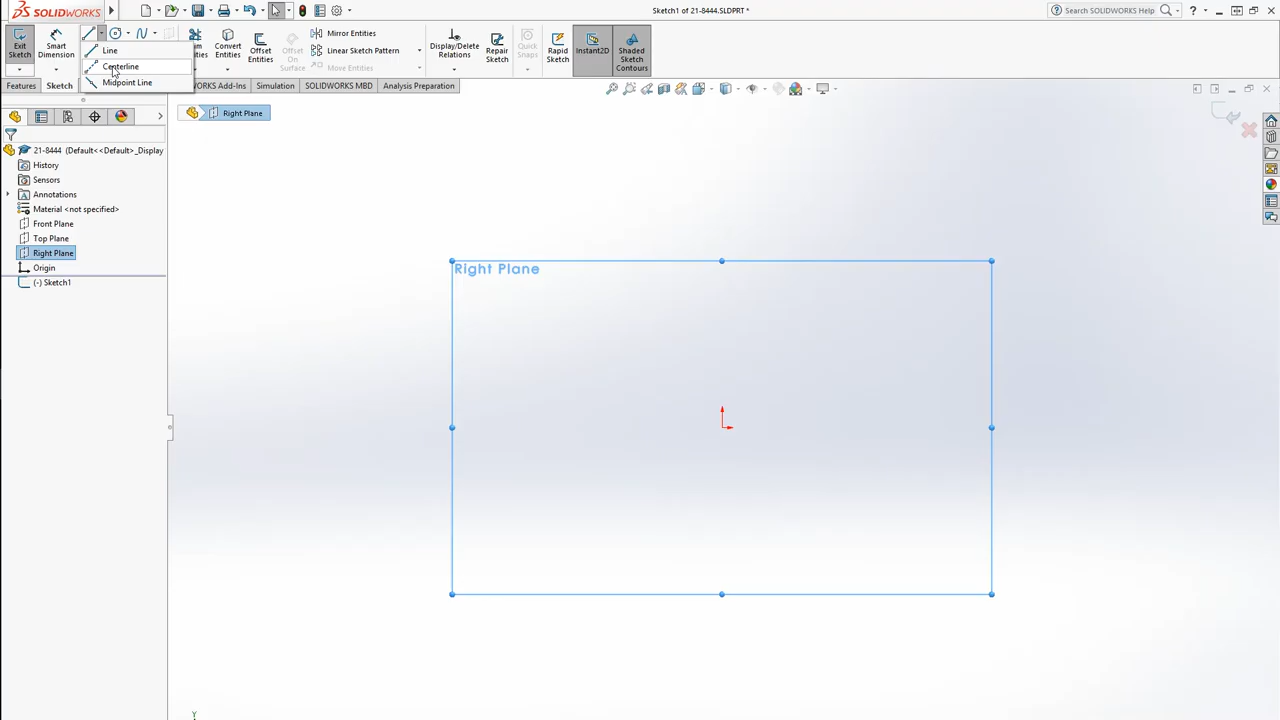 SOLIDWORKS
Sketch1 of 21-8444.SLDPRT *
Search SOLIDWORKS Help
Exit Sketch
Smart Dimension
Line
Centerline
Midpoint Line
Convert Entities
Offset Entities
Offset On Surface
Mirror Entities
Linear Sketch Pattern
Move Entities
Display/Delete Relations
Repair Sketch
Quick Snaps
Rapid Sketch
Instant2D
Shaded Sketch Contours
Features
Sketch
WORKS Add-Ins
Simulation
SOLIDWORKS MBD
Analysis Preparation
Right Plane
21-8444 (Default<<Default>_Display
History
Sensors
Annotations
Material <not specified>
Front Plane
Top Plane
Right Plane
Origin
(-) Sketch1
Right Plane
Y